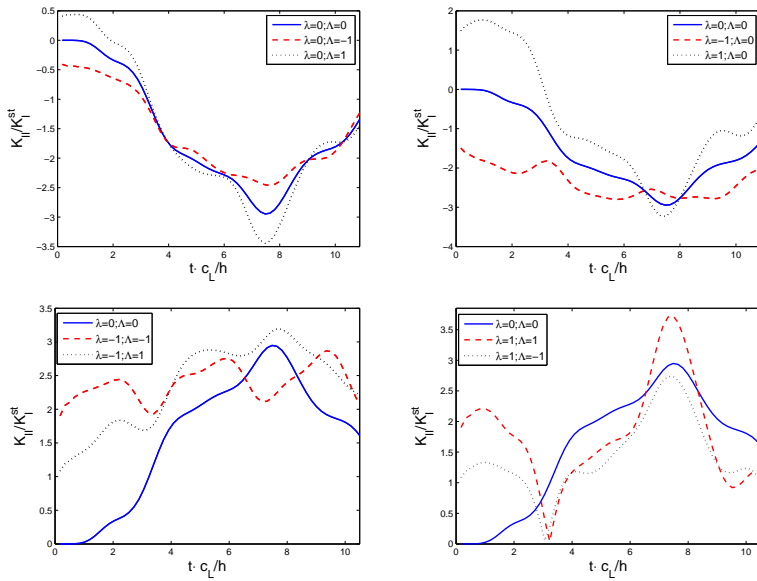 0.5
0
−0.5
−1
−1.5
−2
−2.5
−3
−3.5
0 2 4 6 8 10
K_II/K_I^st
t· c_L/h
λ=0;Λ=0
λ=0;Λ=−1
λ=0;Λ=1
2
1
0
−1
−2
−3
−4
0 2 4 6 8 10
K_II/K_I^st
t· c_L/h
λ=0;Λ=0
λ=−1;Λ=0
λ=1;Λ=0
3.5
3
2.5
2
1.5
1
0.5
0
0 2 4 6 8 10
K_II/K_I^st
t· c_L/h
λ=0;Λ=0
λ=−1;Λ=−1
λ=−1;Λ=1
3.5
3
2.5
2
1.5
1
0.5
0
0 2 4 6 8 10
K_II/K_I^st
t· c_L/h
λ=0;Λ=0
λ=1;Λ=1
λ=1;Λ=−1